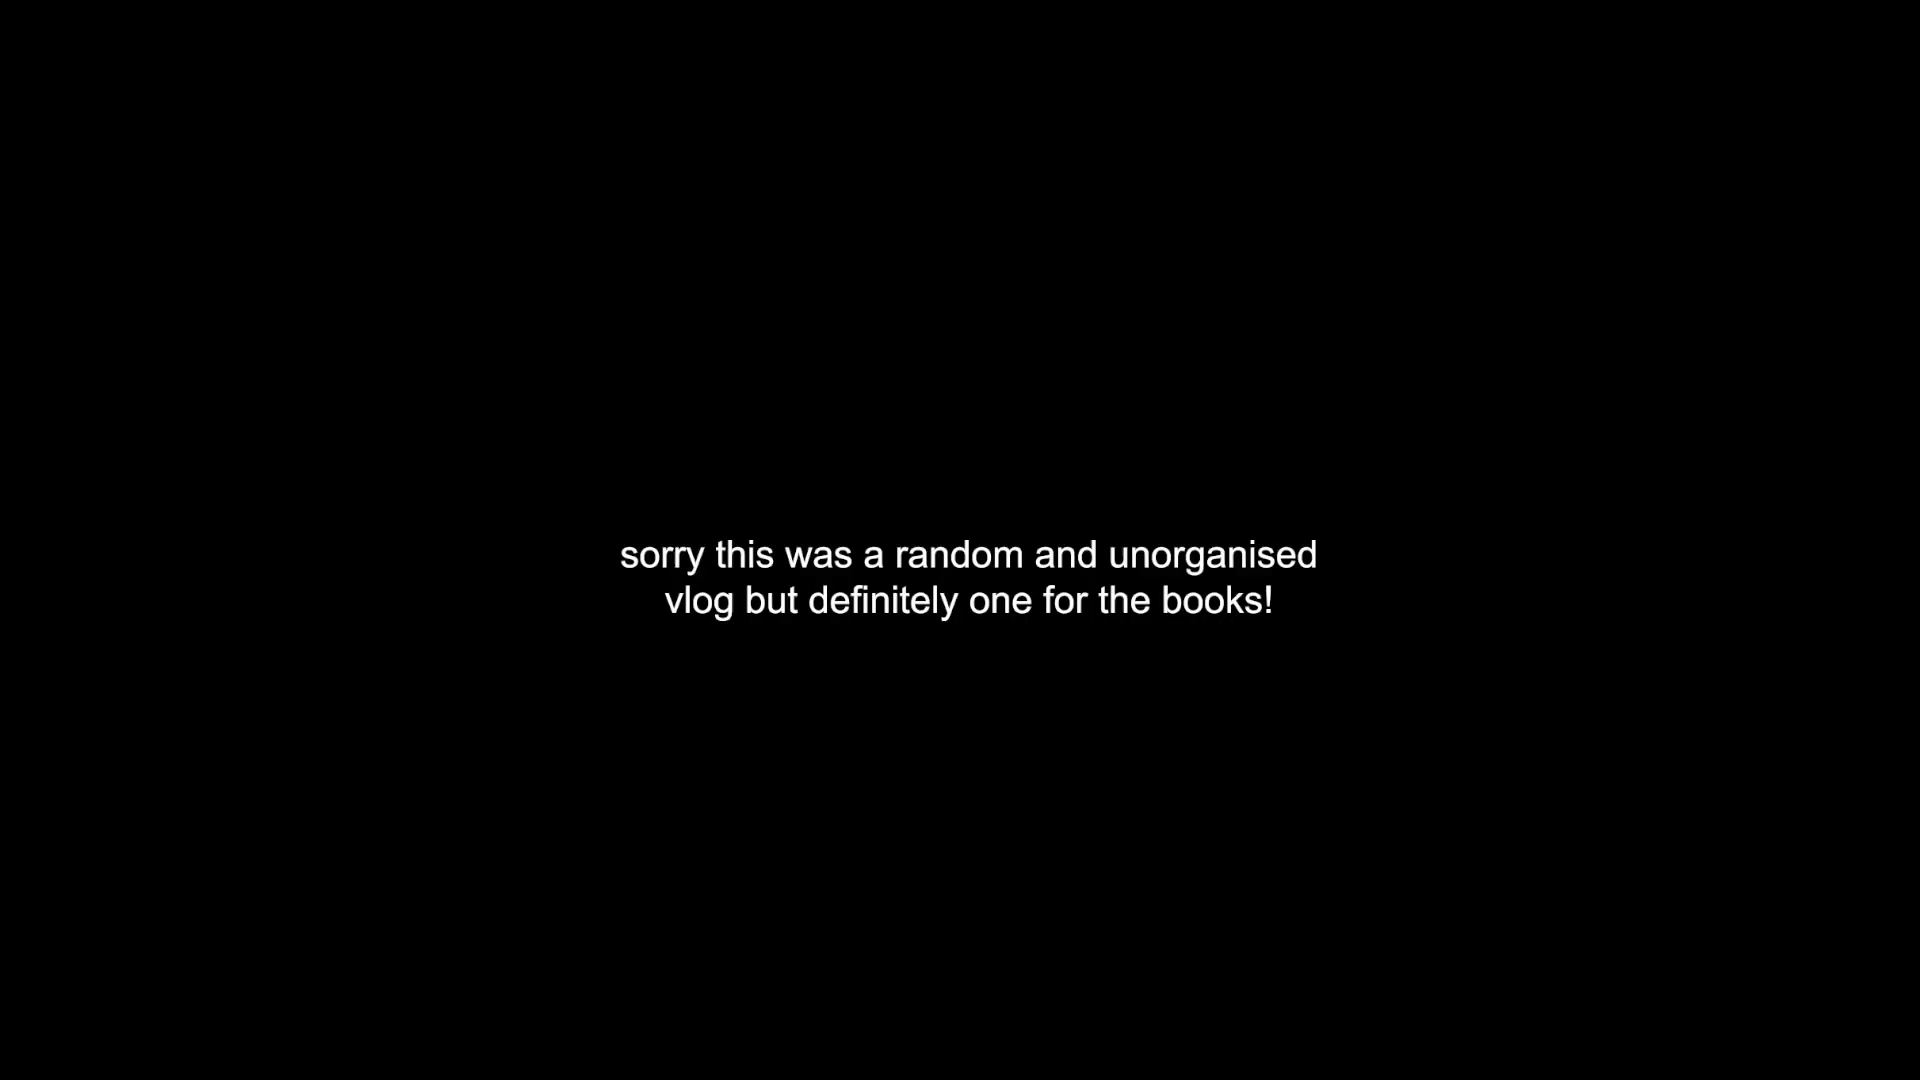 sorry this was a random and unorganised
vlog but definitely one for the books!